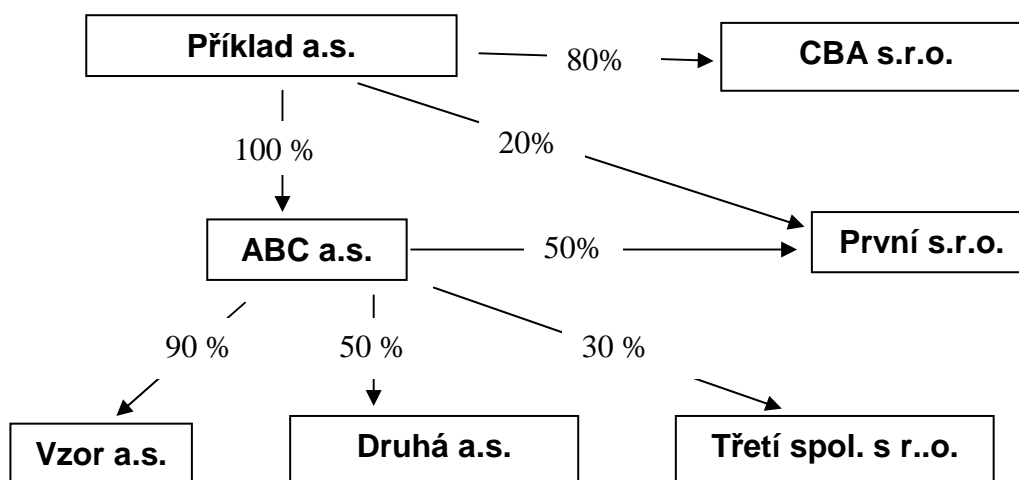 Příklad a.s.
80%
CBA s.r.o.
100 %
20%
ABC a.s.
50%
První s.r.o.
90 %
50 %
30 %
Vzor a.s.
Druhá a.s.
Třetí spol. s r..o.